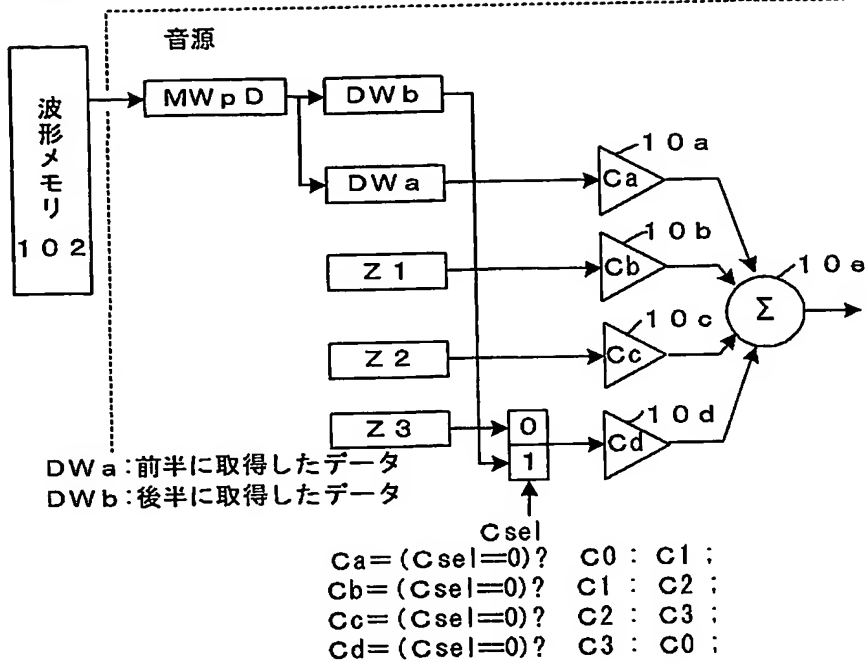 音源
波形メモリ
102
MWpD
DWb
DWa
Z1
Z2
Z3
0
1
Ca
10a
Cb
10b
Cc
10c
Cd
10d
Σ
10e
DWa:前半に取得したデータ
DWb:後半に取得したデータ
Csel
Ca=(Csel==0)? C0 : C1 ;
Cb=(Csel==0)? C1 : C2 ;
Cc=(Csel==0)? C2 : C3 ;
Cd=(Csel==0)? C3 : C0 ;